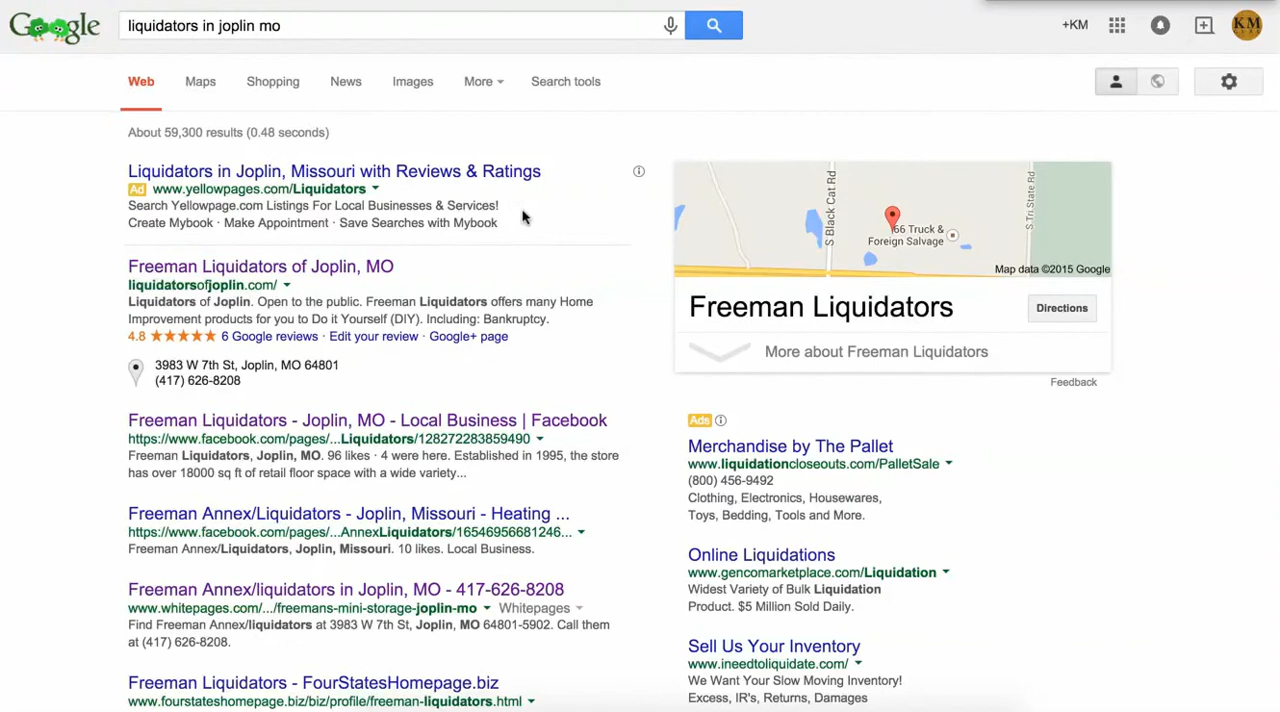 Google
liquidators in joplin mo
+KM
KM
Web Maps Shopping News Images More Search tools
About 59,300 results (0.48 seconds)
Liquidators in Joplin, Missouri with Reviews & Ratings
Ad www.yellowpages.com/Liquidators
Search Yellowpage.com Listings For Local Businesses & Services!
Create Mybook · Make Appointment · Save Searches with Mybook
Freeman Liquidators of Joplin, MO
liquidatorsofjoplin.com/
Liquidators of Joplin. Open to the public. Freeman Liquidators offers many Home
Improvement products for you to Do it Yourself (DIY). Including: Bankruptcy.
4.8 ★★★★★ 6 Google reviews · Edit your review · Google+ page
3983 W 7th St, Joplin, MO 64801
(417) 626-8208
Freeman Liquidators - Joplin, MO - Local Business | Facebook
https://www.facebook.com/pages/...Liquidators/128272283859490
Freeman Liquidators, Joplin, MO. 96 likes · 4 were here. Established in 1995, the store
has over 18000 sq ft of retail floor space with a wide variety...
Freeman Annex/Liquidators - Joplin, Missouri - Heating ...
https://www.facebook.com/pages/...AnnexLiquidators/16546956681246...
Freeman Annex/Liquidators, Joplin, Missouri. 10 likes. Local Business.
Freeman Annex/liquidators in Joplin, MO - 417-626-8208
www.whitepages.com/.../freemans-mini-storage-joplin-mo Whitepages
Find Freeman Annex/liquidators at 3983 W 7th St, Joplin, MO 64801-5902. Call them
at (417) 626-8208.
Freeman Liquidators - FourStatesHomepage.biz
www.fourstateshomepage.biz/biz/profile/freeman-liquidators.html
S Black Cat Rd
S Tri State Rd
66 Truck &
Foreign Salvage
Map data ©2015 Google
Freeman Liquidators
Directions
More about Freeman Liquidators
Feedback
Ads
Merchandise by The Pallet
www.liquidationcloseouts.com/PalletSale
(800) 456-9492
Clothing, Electronics, Housewares,
Toys, Bedding, Tools and More.
Online Liquidations
www.gencomarketplace.com/Liquidation
Widest Variety of Bulk Liquidation
Product. $5 Million Sold Daily.
Sell Us Your Inventory
www.ineedtoliquidate.com/
We Want Your Slow Moving Inventory!
Excess, IR's, Returns, Damages